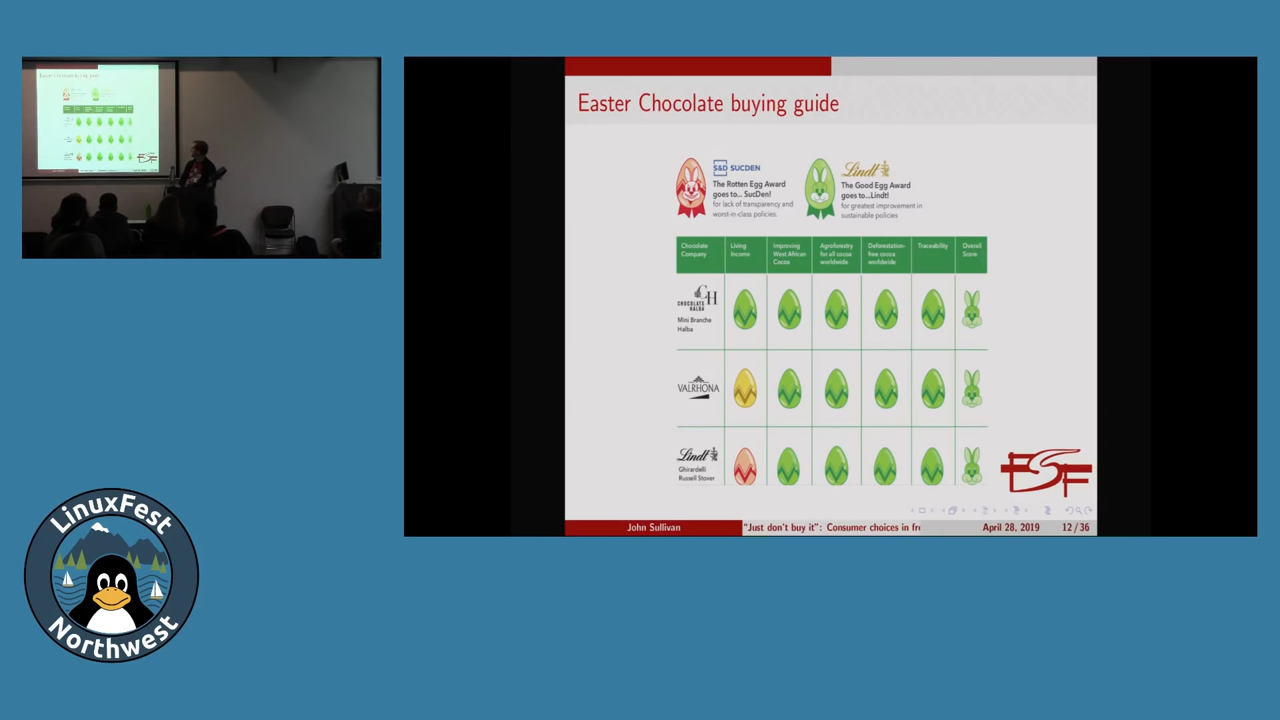 Easter Chocolate buying guide
S&D SUCDEN
The Rotten Egg Award
goes to... SucDen!
for lack of transparency and
worst-in-class policies.
Lindt
The Good Egg Award
goes to...Lindt!
for greatest improvement in
sustainable policies
Chocolate Company
Living Income
Improving West African Cocoa
Agroforestry for all cocoa worldwide
Deforestation-free cocoa worldwide
Traceability
Overall Score
CH
CHOCOLATS
HALBA
Mini Branche
Halba
VALRHONA
Lindt
Ghirardelli
Russell Stover
FSF
John Sullivan
"Just don't buy it": Consumer choices in fre
April 28, 2019
12 / 36
LinuxFest
Northwest